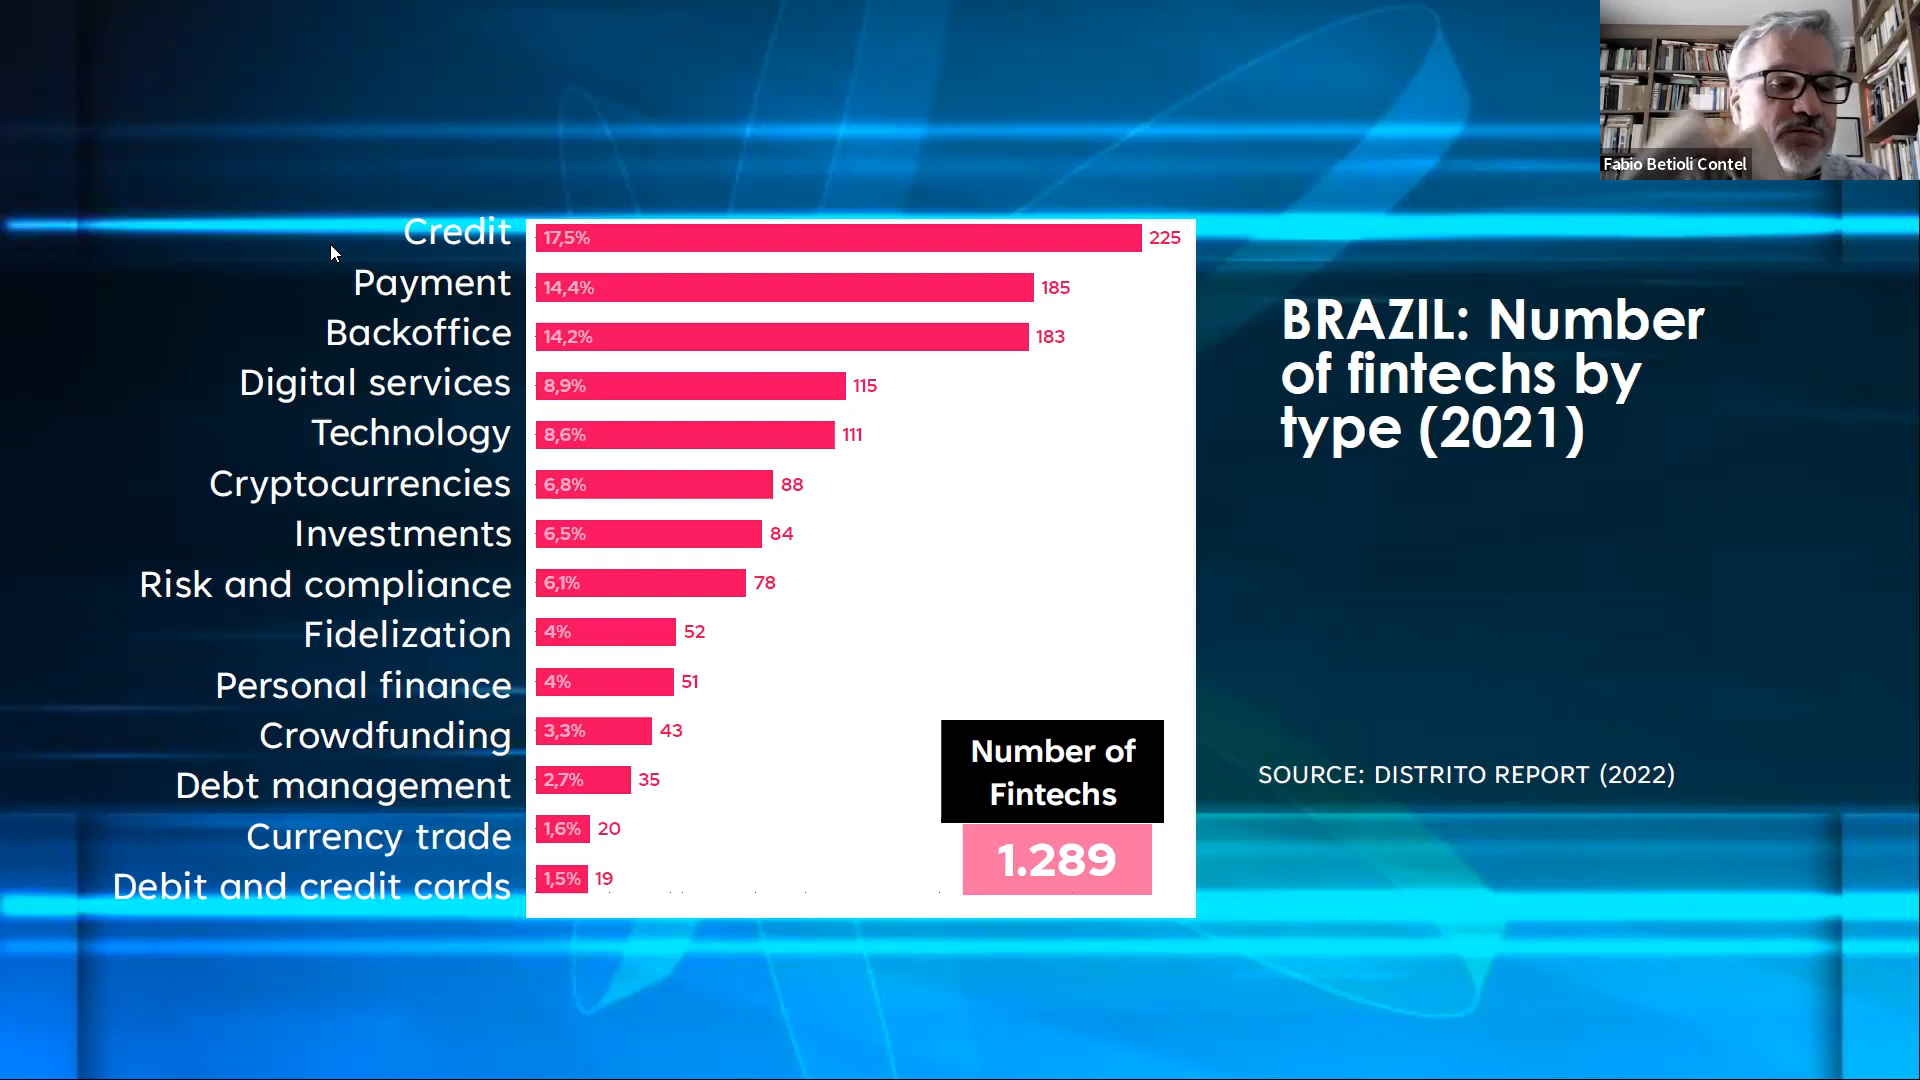 Fabio Betioli Contel
Credit 17,5% 225
Payment 14,4% 185
Backoffice 14,2% 183
Digital services 8,9% 115
Technology 8,6% 111
Cryptocurrencies 6,8% 88
Investments 6,5% 84
Risk and compliance 6,1% 78
Fidelization 4% 52
Personal finance 4% 51
Crowdfunding 3,3% 43
Debt management 2,7% 35
Currency trade 1,6% 20
Debit and credit cards 1,5% 19
Number of
Fintechs
1.289
BRAZIL: Number
of fintechs by
type (2021)
SOURCE: DISTRITO REPORT (2022)